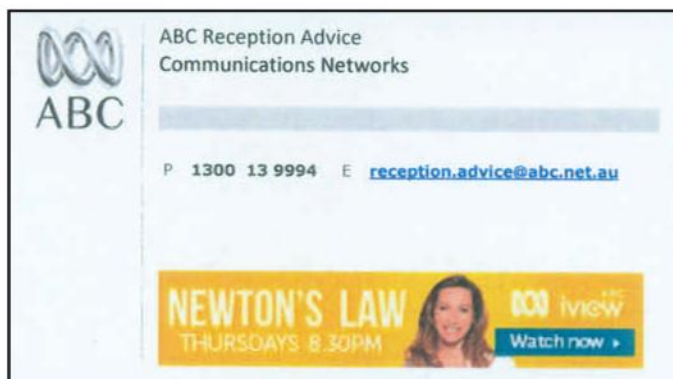 ABC Reception Advice
Communications Networks
ABC
P 1300 13 9994 E reception.advice@abc.net.au
NEWTON'S LAW
THURSDAYS 8.30PM
ABC
iview
Watch now